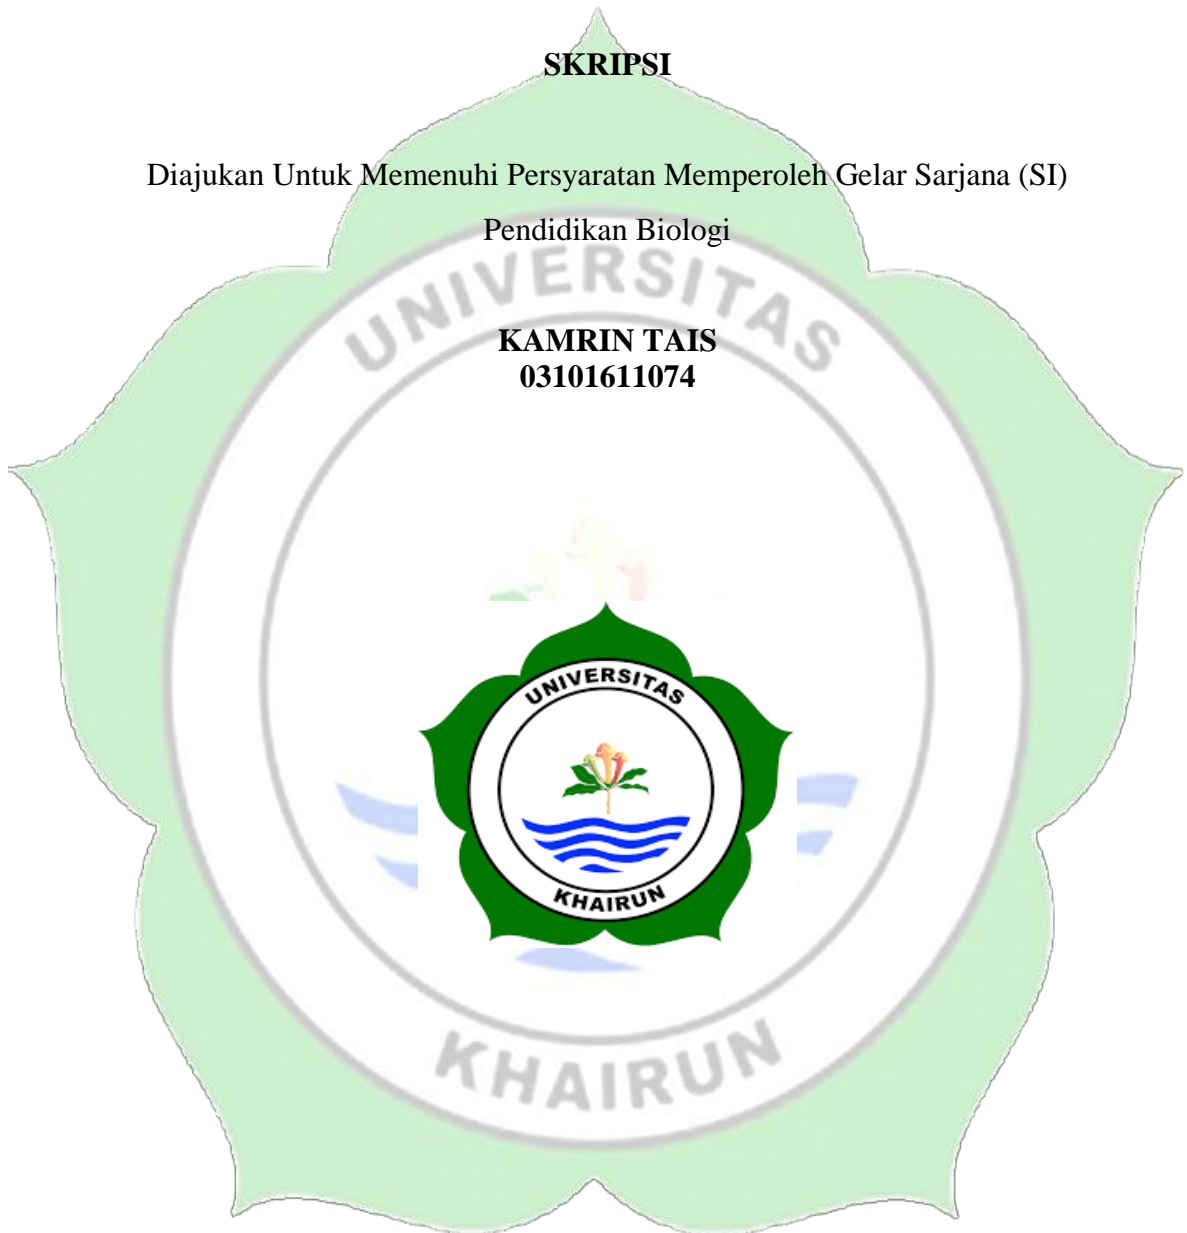 SKRIPSI
Diajukan Untuk Memenuhi Persyaratan Memperoleh Gelar Sarjana (SI)
Pendidikan Biologi
UNIVERSITAS
KAMRIN TAIS
03101611074
UNIVERSITAS
KHAIRUN
KHAIRUN